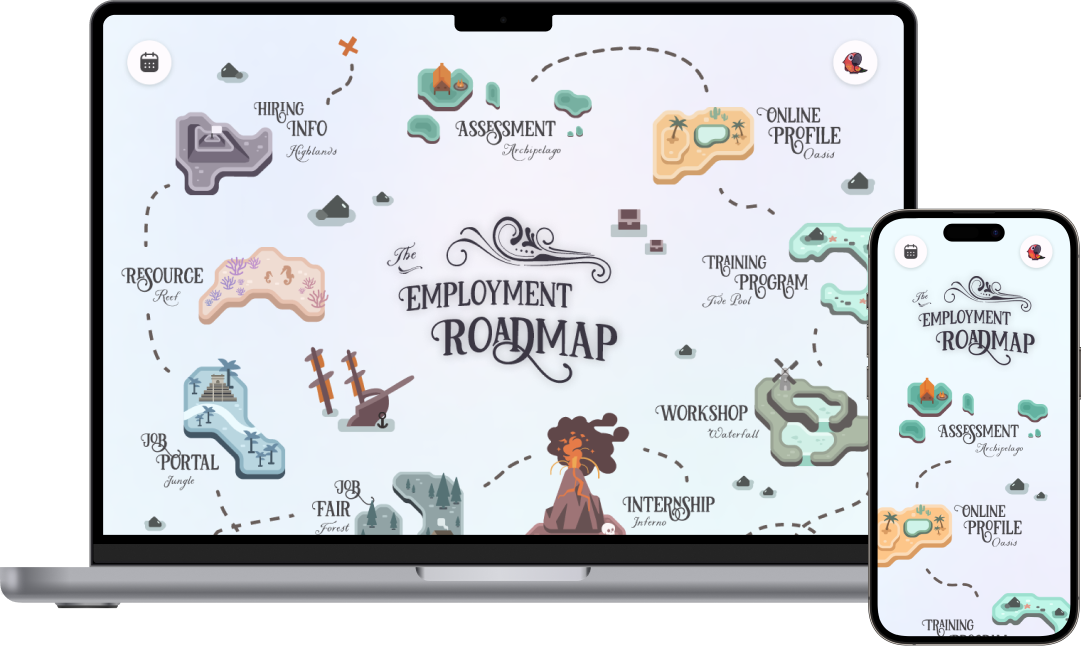 HIRING
INFO
Highlands
ASSESSMENT
Archipelago
ONLINE
PROFILE
Oasis
The
EMPLOYMENT
ROADMAP
RESOURCE
Reef
TRAINING
PROGRAM
Tide Pool
JOB
PORTAL
Jungle
WORKSHOP
Waterfall
JOB
FAIR
Forest
INTERNSHIP
Inferno
The
EMPLOYMENT
ROADMAP
ASSESSMENT
Archipelago
ONLINE
PROFILE
Oasis
TRAINING
PROGRAM